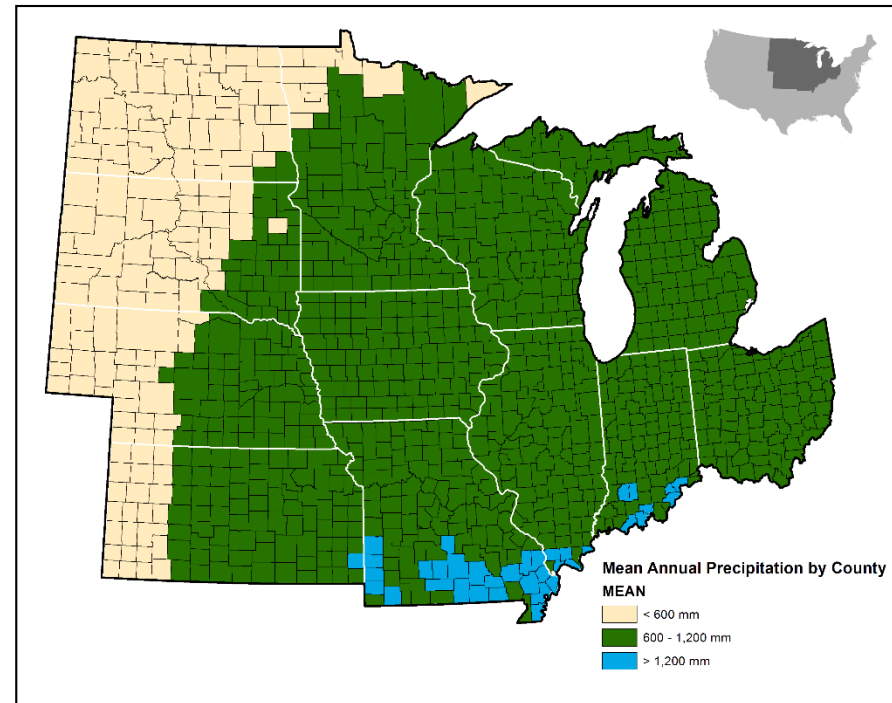 Mean Annual Precipitation by County
MEAN
< 600 mm
600 - 1,200 mm
> 1,200 mm